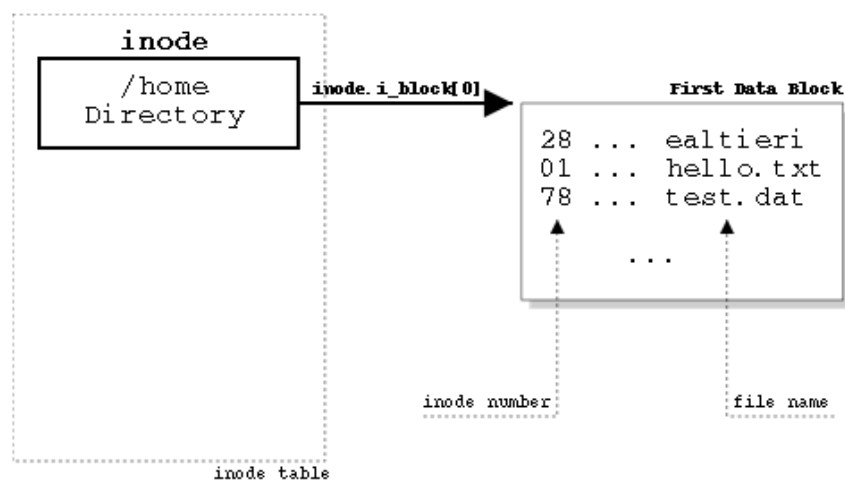 inode
/home
Directory
inode.i_block[0]
First Data Block
28 ... ealtieri
01 ... hello.txt
78 ... test.dat
...
inode number
file name
inode table